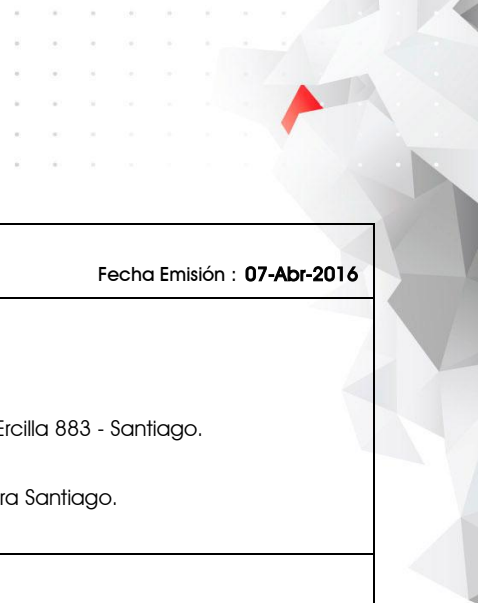 Fecha Emisión : 07-Abr-2016
Ercilla 883 - Santiago.
ra Santiago.